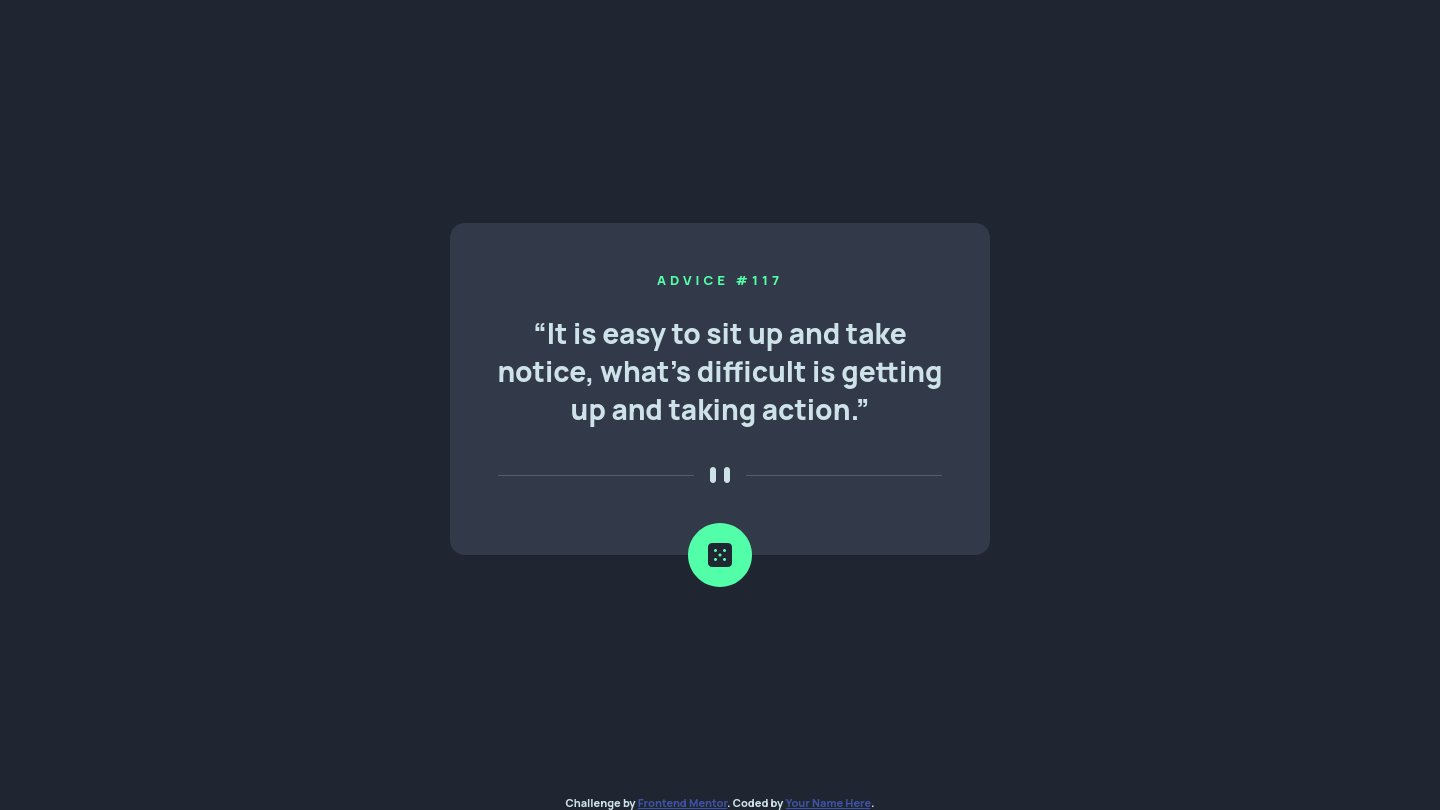 ADVICE #117
“It is easy to sit up and take
notice, what’s difficult is getting
up and taking action.”
Challenge by Frontend Mentor. Coded by Your Name Here.